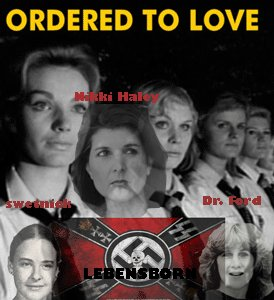 ORDERED TO LOVE
Nikki Haley
swetnick
Dr. Ford
LEBENSBORN